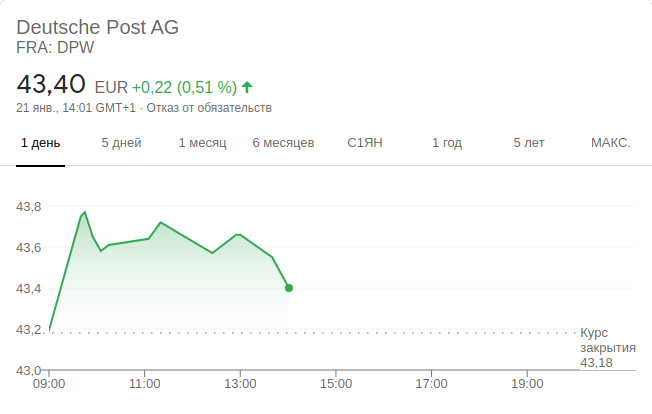 Deutsche Post AG
FRA: DPW
43,40 EUR +0,22 (0,51 %)
21 янв., 14:01 GMT+1 · Отказ от обязательств
1 день 5 дней 1 месяц 6 месяцев С1ЯН 1 год 5 лет МАКС.
43,8
43,6
43,4
43,2
Курс
закрытия
43,18
43,0
09:00 11:00 13:00 15:00 17:00 19:00